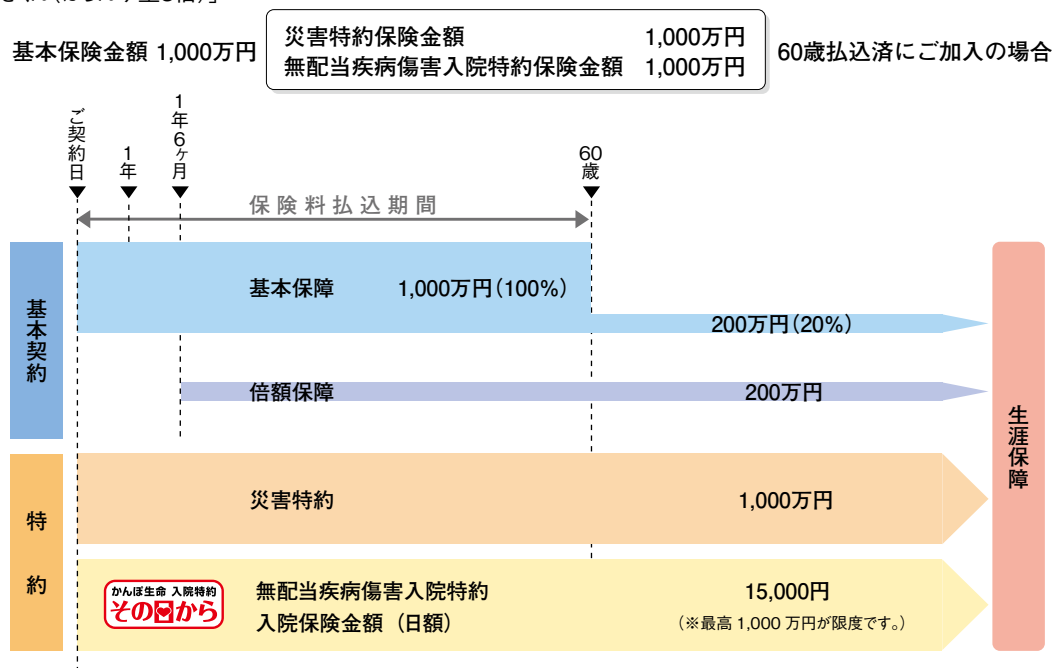 基本保険金額 1,000万円
災害特約保険金額 1,000万円
無配当疾病傷害入院特約保険金額 1,000万円
60歳払込済にご加入の場合
ご契約日
1年
1年6ヶ月
60歳
保険料払込期間
基本契約
基本保障 1,000万円(100%)
200万円(20%)
倍額保障 200万円
特約
災害特約 1,000万円
かんぽ生命 入院特約
その日から
無配当疾病傷害入院特約 15,000円
入院保険金額(日額) (※最高1,000万円が限度です。)
生涯保障